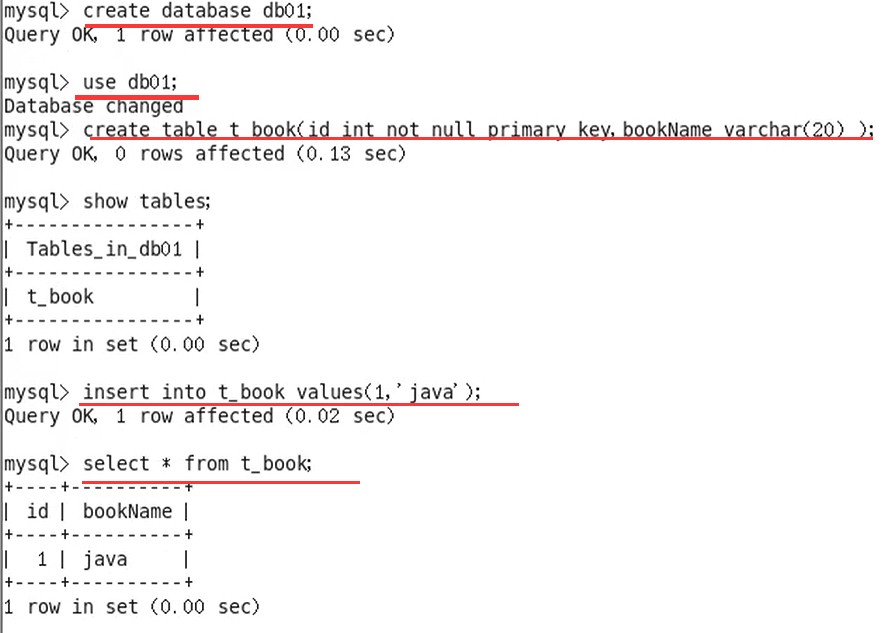 mysql> create database db01;
Query OK, 1 row affected (0.00 sec)
mysql> use db01;
Database changed
mysql> create table t_book(id int not null primary key,bookName varchar(20) );
Query OK, 0 rows affected (0.13 sec)
mysql> show tables;
+----------------+
| Tables_in_db01 |
+----------------+
| t_book         |
+----------------+
1 row in set (0.00 sec)
mysql> insert into t_book values(1,'java');
Query OK, 1 row affected (0.02 sec)
mysql> select * from t_book;
+----+----------+
| id | bookName |
+----+----------+
|  1 | java     |
+----+----------+
1 row in set (0.00 sec)